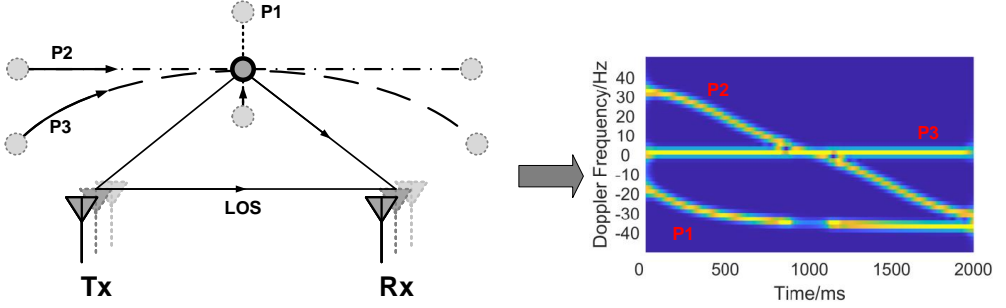 P1
P2
P3
LOS
Tx
Rx
Doppler Frequency/Hz
40
30
20
10
0
-10
-20
-30
-40
P2
P3
P1
0
500
1000
1500
2000
Time/ms